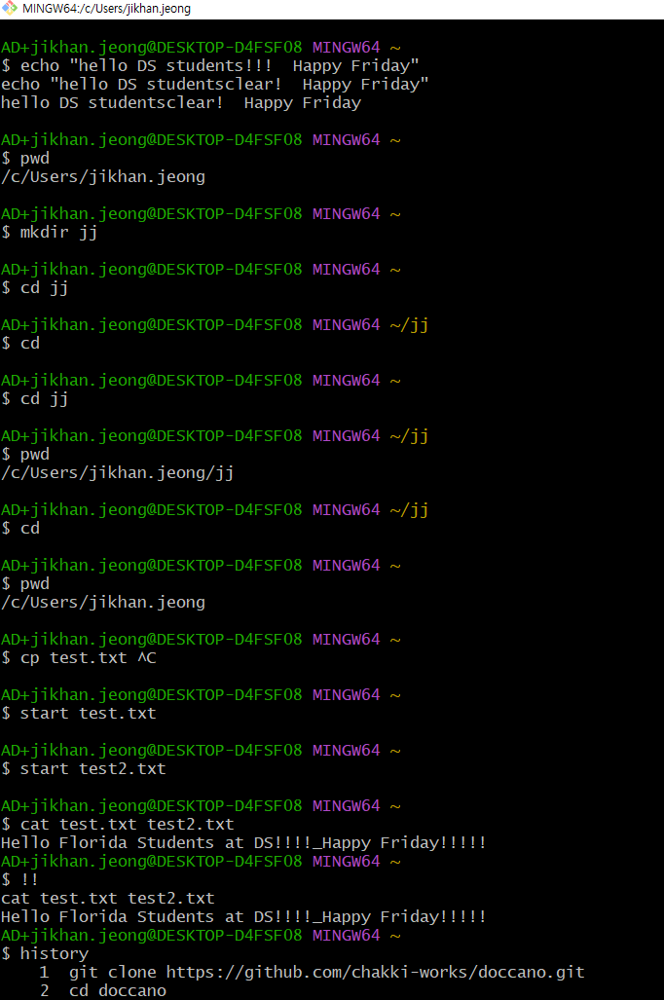 MINGW64:/c/Users/jikhan.jeong
AD+jikhan.jeong@DESKTOP-D4FSF08 MINGW64 ~
$ echo "hello DS students!!!  Happy Friday"
echo "hello DS studentsclear!  Happy Friday"
hello DS studentsclear!  Happy Friday
AD+jikhan.jeong@DESKTOP-D4FSF08 MINGW64 ~
$ pwd
/c/Users/jikhan.jeong
AD+jikhan.jeong@DESKTOP-D4FSF08 MINGW64 ~
$ mkdir jj
AD+jikhan.jeong@DESKTOP-D4FSF08 MINGW64 ~
$ cd jj
AD+jikhan.jeong@DESKTOP-D4FSF08 MINGW64 ~/jj
$ cd
AD+jikhan.jeong@DESKTOP-D4FSF08 MINGW64 ~
$ cd jj
AD+jikhan.jeong@DESKTOP-D4FSF08 MINGW64 ~/jj
$ pwd
/c/Users/jikhan.jeong/jj
AD+jikhan.jeong@DESKTOP-D4FSF08 MINGW64 ~/jj
$ cd
AD+jikhan.jeong@DESKTOP-D4FSF08 MINGW64 ~
$ pwd
/c/Users/jikhan.jeong
AD+jikhan.jeong@DESKTOP-D4FSF08 MINGW64 ~
$ cp test.txt ^C
AD+jikhan.jeong@DESKTOP-D4FSF08 MINGW64 ~
$ start test.txt
AD+jikhan.jeong@DESKTOP-D4FSF08 MINGW64 ~
$ start test2.txt
AD+jikhan.jeong@DESKTOP-D4FSF08 MINGW64 ~
$ cat test.txt test2.txt
Hello Florida Students at DS!!!!_Happy Friday!!!!!
AD+jikhan.jeong@DESKTOP-D4FSF08 MINGW64 ~
$ !!
cat test.txt test2.txt
Hello Florida Students at DS!!!!_Happy Friday!!!!!
AD+jikhan.jeong@DESKTOP-D4FSF08 MINGW64 ~
$ history
1  git clone https://github.com/chakki-works/doccano.git
2  cd doccano